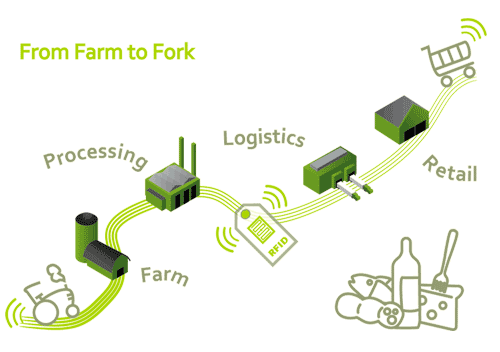 From Farm to Fork
Processing
Logistics
Retail
RFID
Farm